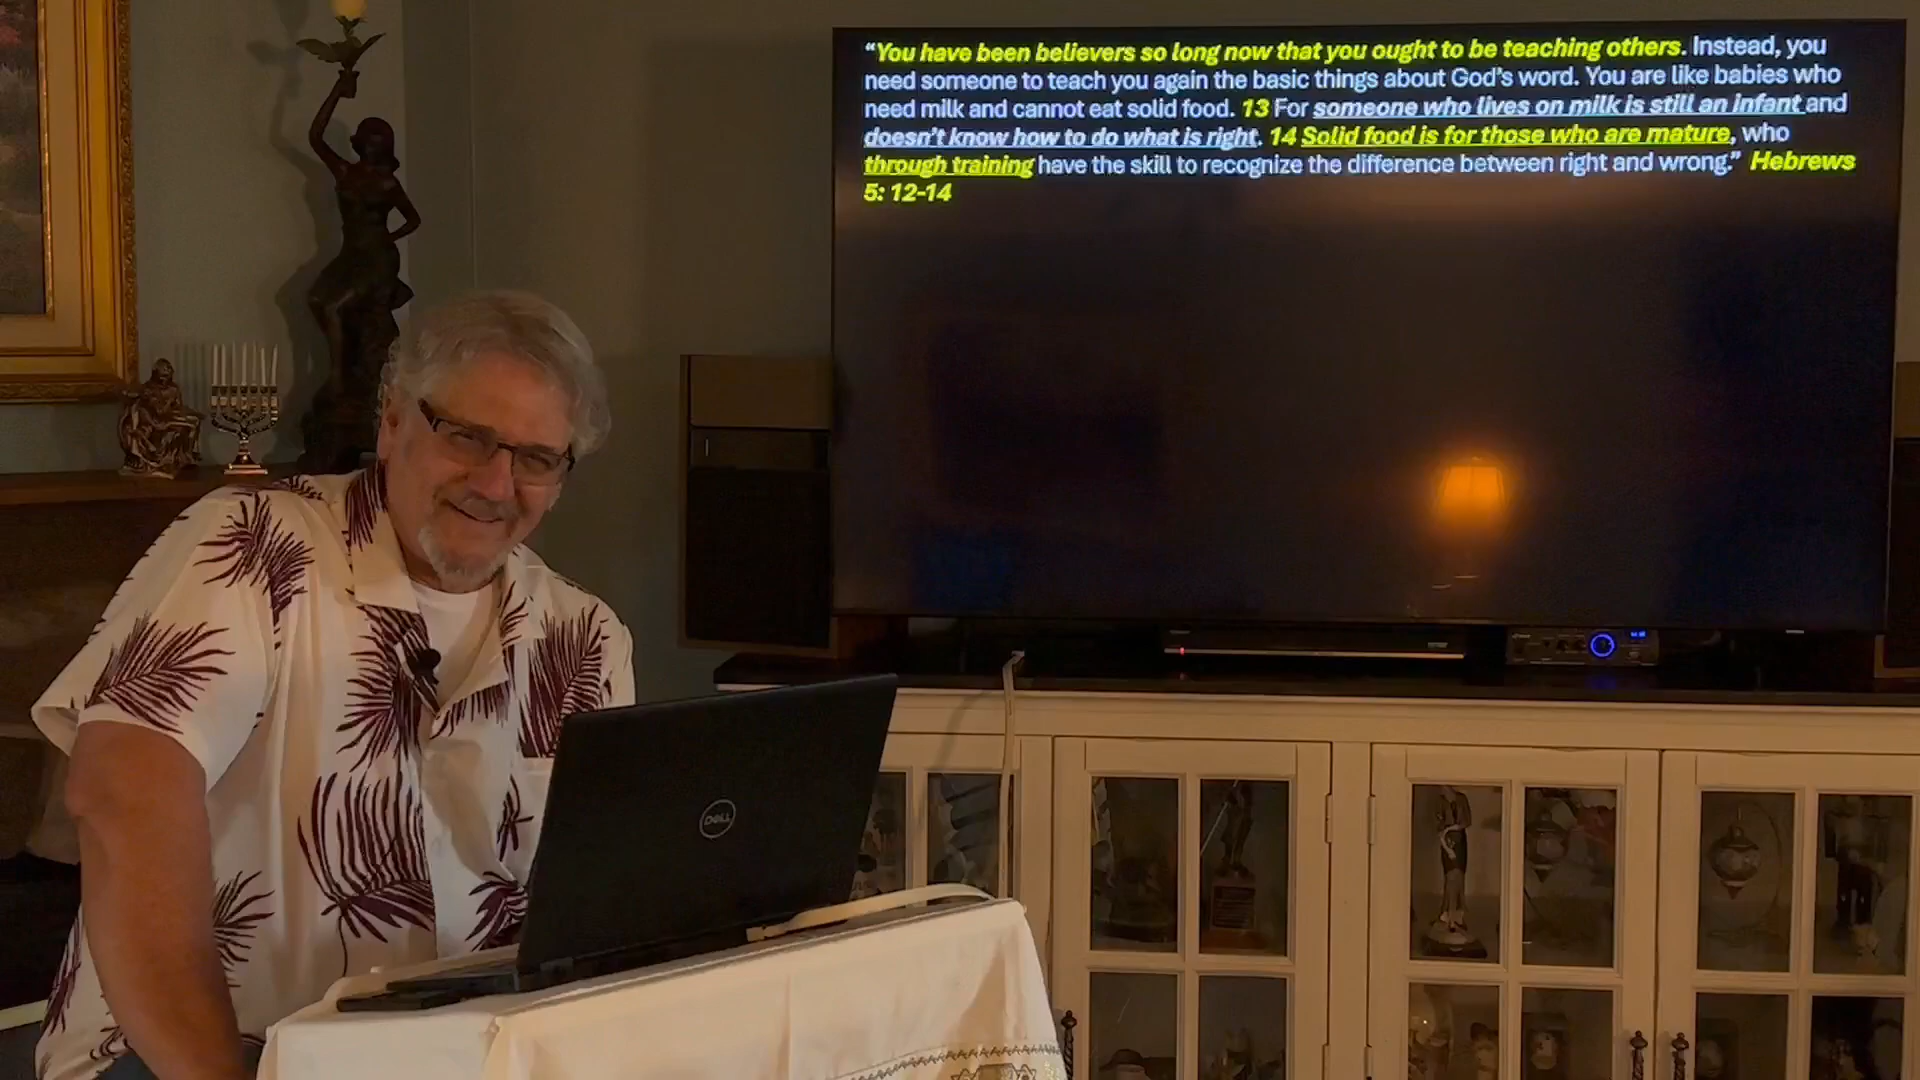 “You have been believers so long now that you ought to be teaching others. Instead, you
need someone to teach you again the basic things about God’s word. You are like babies who
need milk and cannot eat solid food. 13 For someone who lives on milk is still an infant and
doesn’t know how to do what is right. 14 Solid food is for those who are mature, who
through training have the skill to recognize the difference between right and wrong.” Hebrews
5: 12-14
DELL